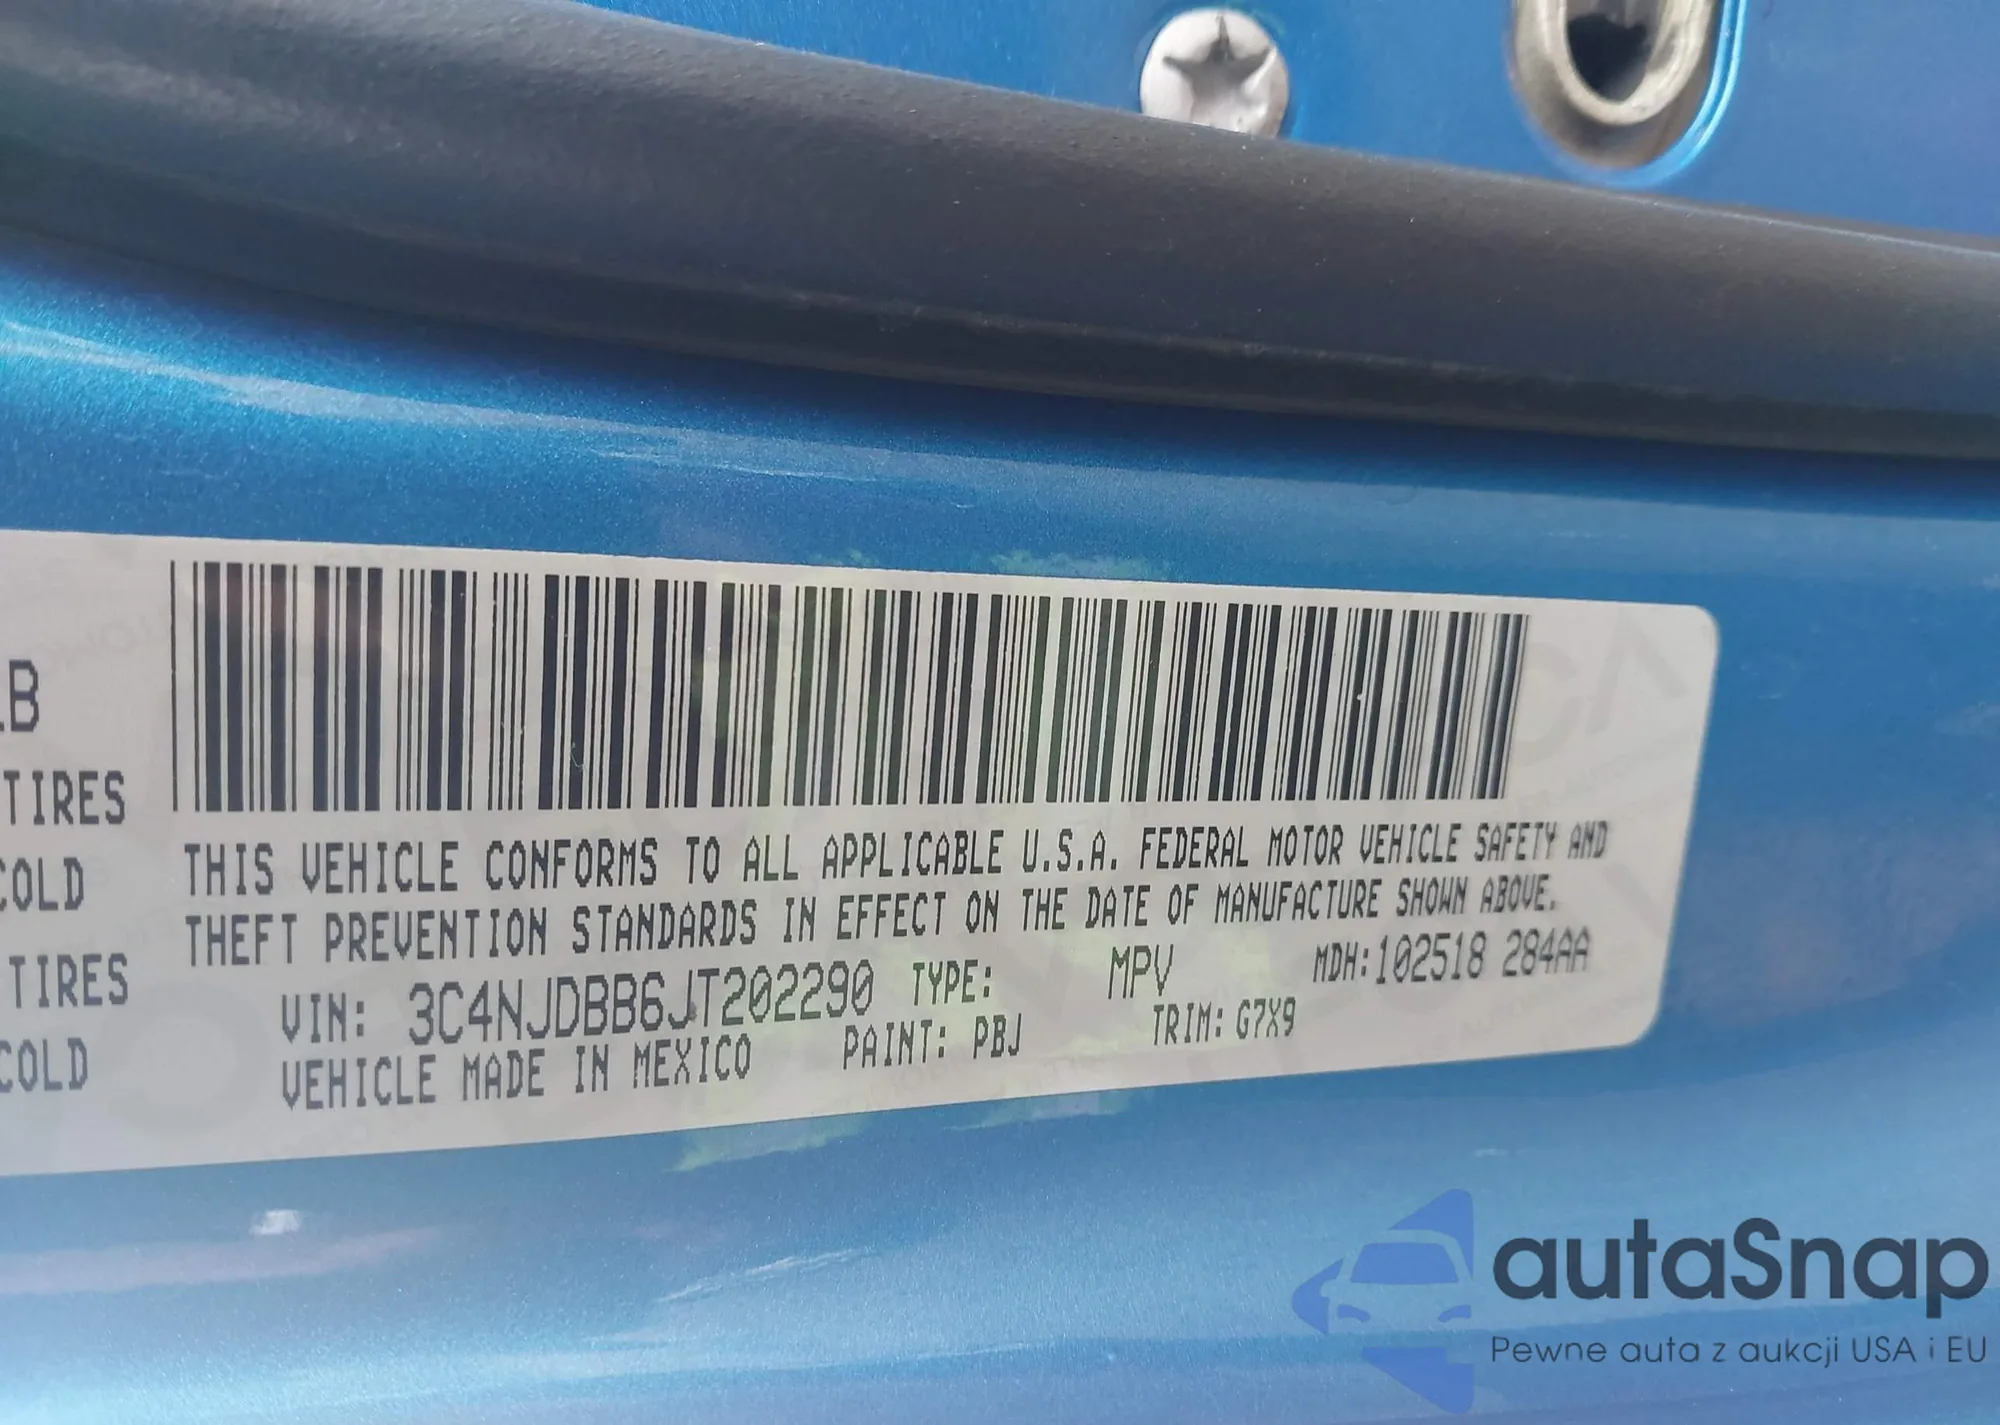 LB
TIRES
COLD
TIRES
COLD
THIS VEHICLE CONFORMS TO ALL APPLICABLE U.S.A. FEDERAL MOTOR VEHICLE SAFETY AND
THEFT PREVENTION STANDARDS IN EFFECT ON THE DATE OF MANUFACTURE SHOWN ABOVE.
VIN: 3C4NJDBB6JT202290 TYPE: MPV MDH:102518 284AA
VEHICLE MADE IN MEXICO PAINT: PBJ TRIM: G7X9
autaSnap
Pewne auta z aukcji USA i EU